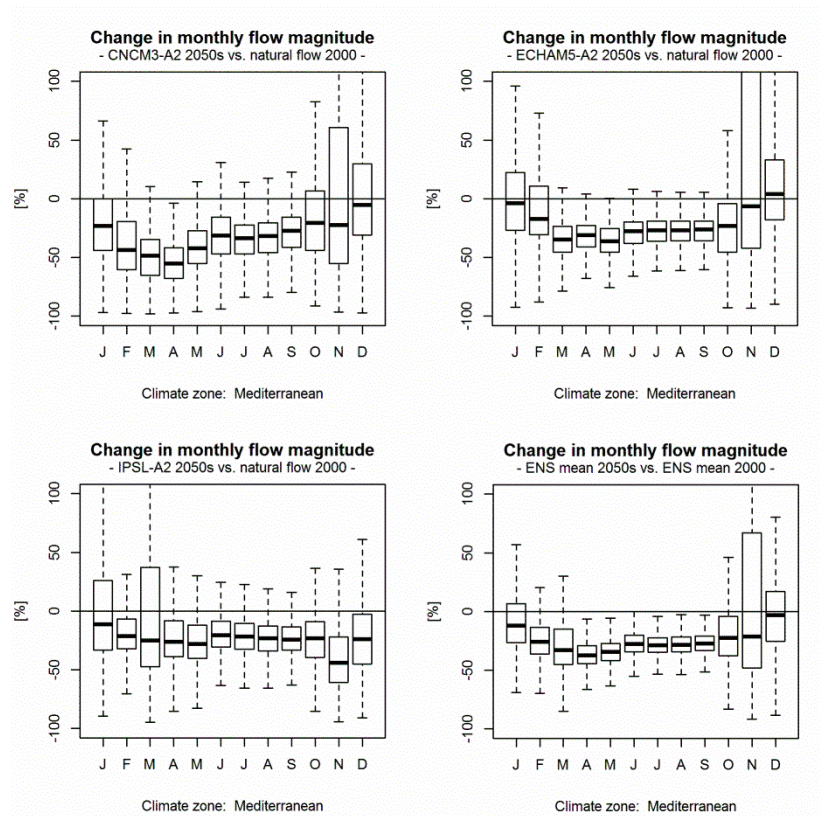 Change in monthly flow magnitude
- CNCM3-A2 2050s vs. natural flow 2000 -
[%]
100
50
0
-50
-100
J F M A M J J A S O N D
Climate zone: Mediterranean
Change in monthly flow magnitude
- ECHAM5-A2 2050s vs. natural flow 2000 -
[%]
100
50
0
-50
-100
J F M A M J J A S O N D
Climate zone: Mediterranean
Change in monthly flow magnitude
- IPSL-A2 2050s vs. natural flow 2000 -
[%]
100
50
0
-50
-100
J F M A M J J A S O N D
Climate zone: Mediterranean
Change in monthly flow magnitude
- ENS mean 2050s vs. ENS mean 2000 -
[%]
100
50
0
-50
-100
J F M A M J J A S O N D
Climate zone: Mediterranean